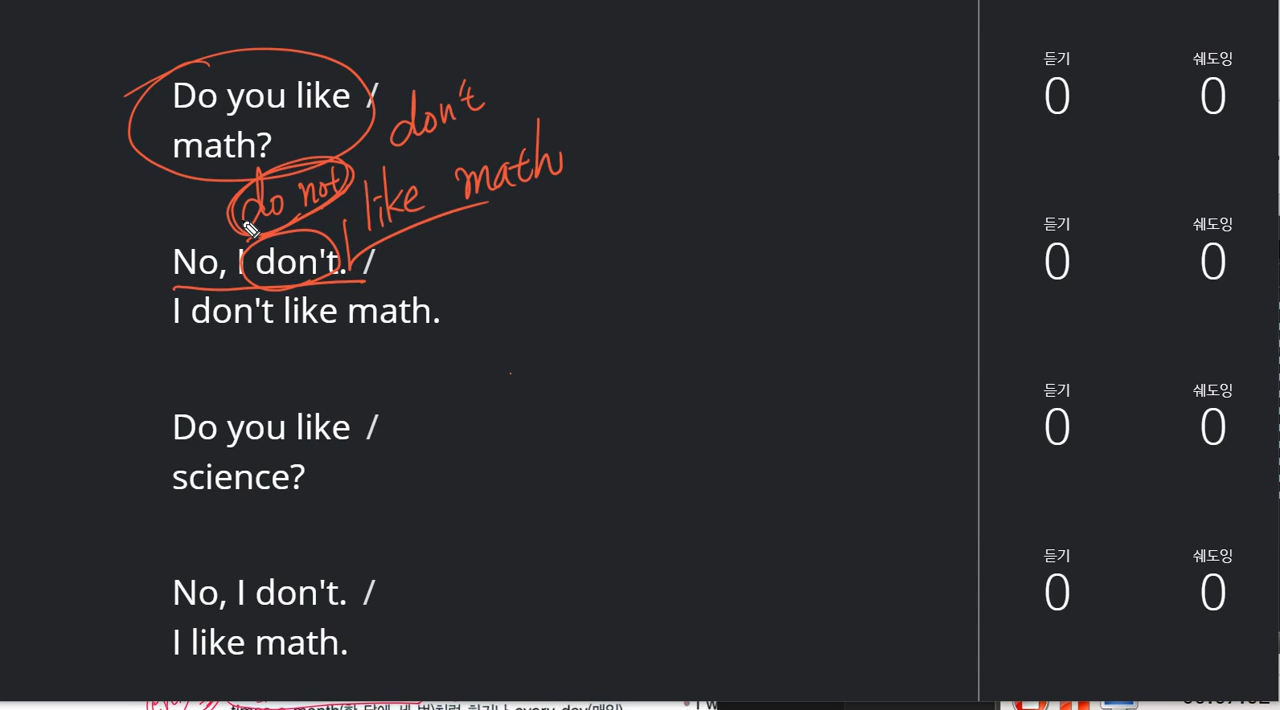 Do you like /
math?
don't
do not
like math
No, I don't. /
I don't like math.
Do you like /
science?
No, I don't. /
I like math.
듣기 쉐도잉
0 0
듣기 쉐도잉
0 0
듣기 쉐도잉
0 0
듣기 쉐도잉
0 0